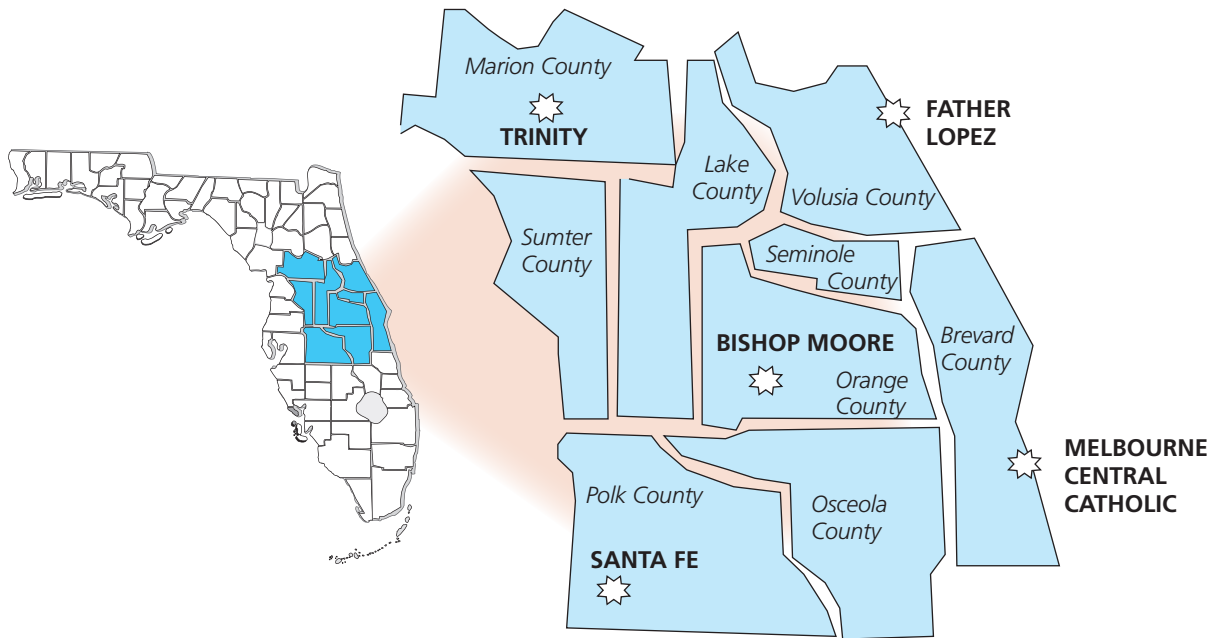 Marion County
TRINITY
FATHER
LOPEZ
Lake
County
Volusia County
Sumter
County
Seminole
County
BISHOP MOORE
Orange
County
Brevard
County
MELBOURNE
CENTRAL
CATHOLIC
Polk County
Osceola
County
SANTA FE